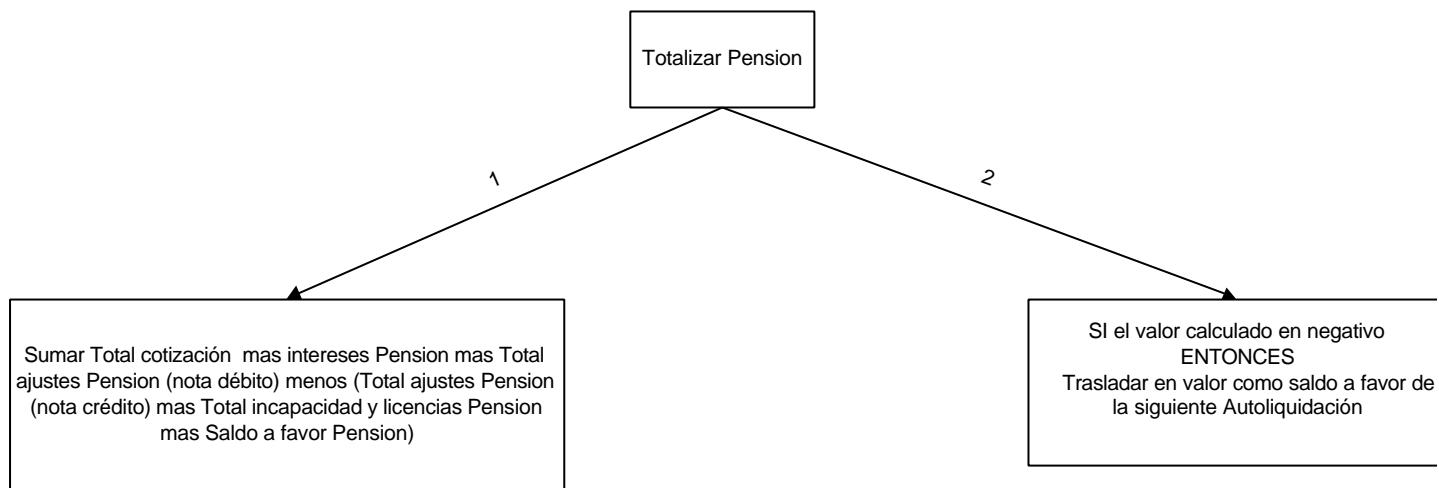 Totalizar Pension
1
2
Sumar Total cotización mas intereses Pension mas Total
ajustes Pension (nota débito) menos (Total ajustes Pension
(nota crédito) mas Total incapacidad y licencias Pension
mas Saldo a favor Pension)
SI el valor calculado en negativo
ENTONCES
Trasladar en valor como saldo a favor de
la siguiente Autoliquidación